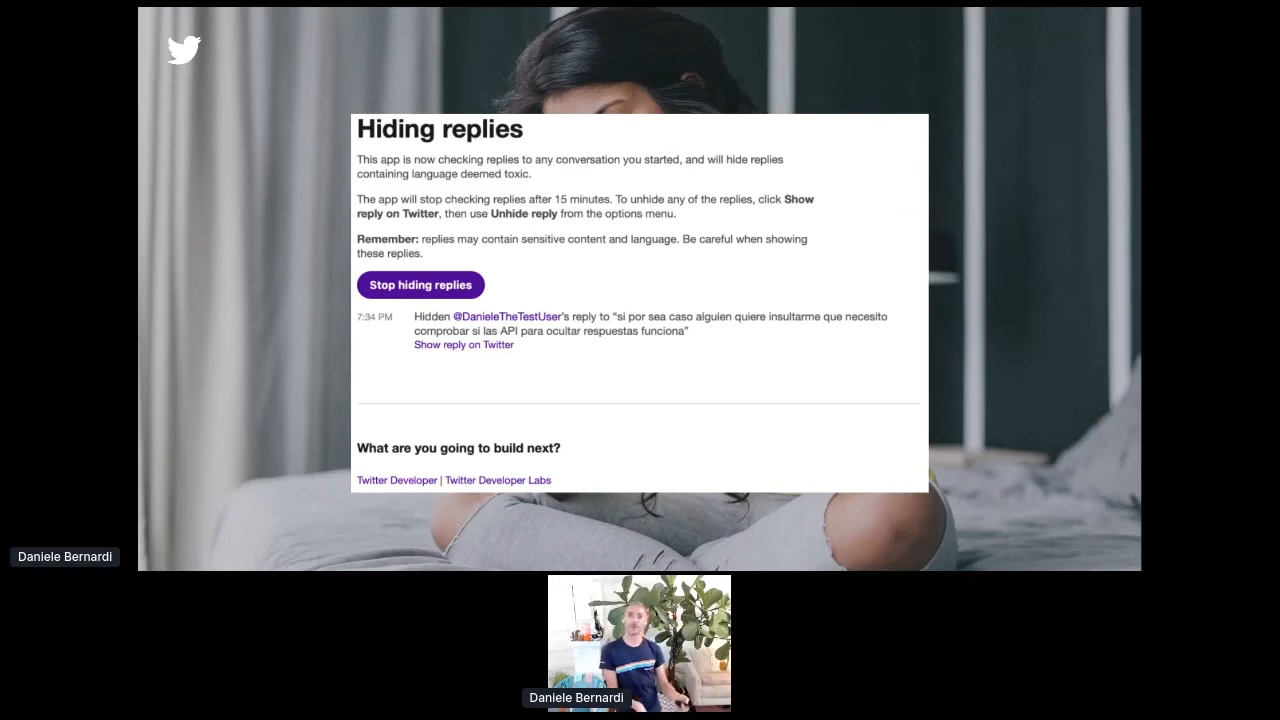 Hiding replies
This app is now checking replies to any conversation you started, and will hide replies
containing language deemed toxic.
The app will stop checking replies after 15 minutes. To unhide any of the replies, click Show
reply on Twitter, then use Unhide reply from the options menu.
Remember: replies may contain sensitive content and language. Be careful when showing
these replies.
Stop hiding replies
7:34 PM Hidden @DanieleTheTestUser's reply to “si por sea caso alguien quiere insultarme que necesito
comprobar si las API para ocultar respuestas funciona”
Show reply on Twitter
What are you going to build next?
Twitter Developer | Twitter Developer Labs
Daniele Bernardi
Daniele Bernardi